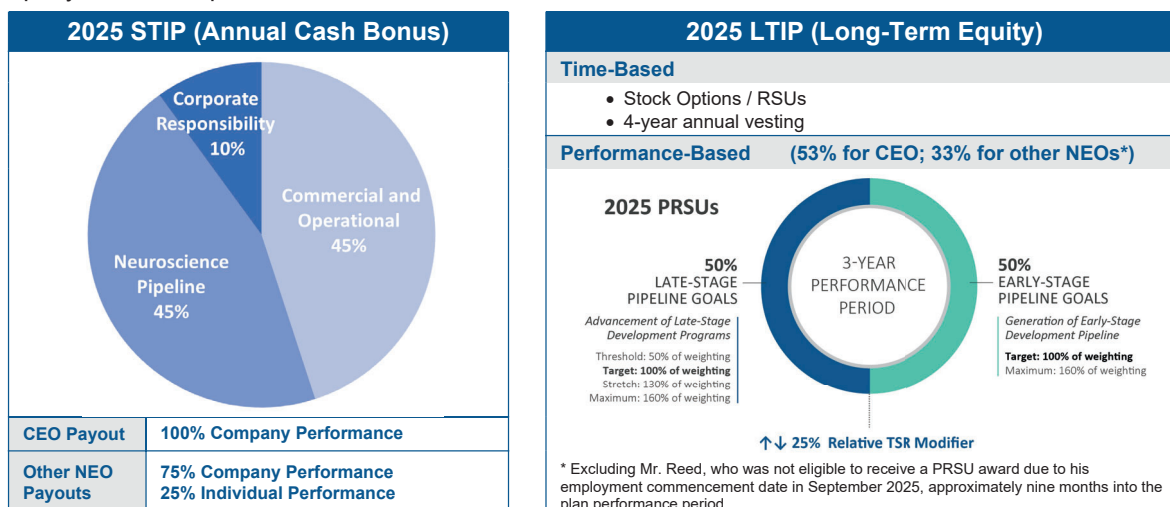 2025 STIP (Annual Cash Bonus)
Corporate
Responsibility
10%
Commercial and
Operational
45%
Neuroscience
Pipeline
45%
CEO Payout
100% Company Performance
Other NEO
Payouts
75% Company Performance
25% Individual Performance
2025 LTIP (Long-Term Equity)
Time-Based
• Stock Options / RSUs
• 4-year annual vesting
Performance-Based (53% for CEO; 33% for other NEOs*)
2025 PRSUs
50%
LATE-STAGE
PIPELINE GOALS
Advancement of Late-Stage
Development Programs
Threshold: 50% of weighting
Target: 100% of weighting
Stretch: 130% of weighting
Maximum: 160% of weighting
3-YEAR
PERFORMANCE
PERIOD
50%
EARLY-STAGE
PIPELINE GOALS
Generation of Early-Stage
Development Pipeline
Target: 100% of weighting
Maximum: 160% of weighting
↑↓ 25% Relative TSR Modifier
* Excluding Mr. Reed, who was not eligible to receive a PRSU award due to his
employment commencement date in September 2025, approximately nine months into the
plan performance period